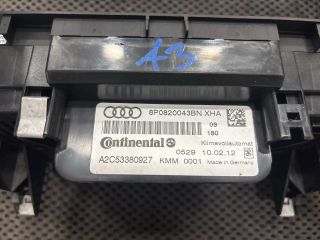 A3
8P0820043BN XHA
09
180
Continental Klimavollautomat
0529 10.02.12
A2C53380927 KMM 0001 Made in Germany